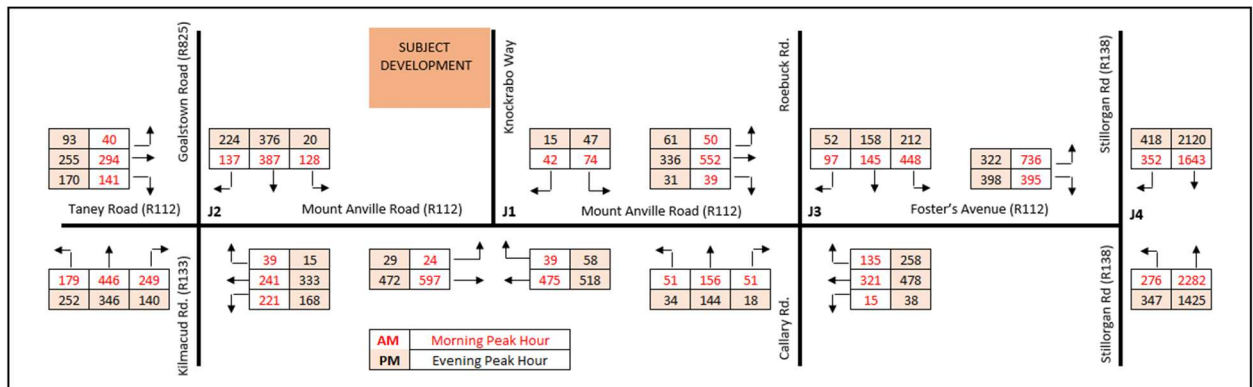 Goalstown Road (R825)
SUBJECT
DEVELOPMENT
Knockrabo Way
Roebuck Rd.
Stillorgan Rd (R138)
93 40
255 294
170 141
224 376 20
137 387 128
15 47
42 74
61 50
336 552
31 39
52 158 212
97 145 448
322 736
398 395
418 2120
352 1643
Taney Road (R112)
J2
Mount Anville Road (R112)
J1
Mount Anville Road (R112)
J3
Foster's Avenue (R112)
J4
Kilmacud Rd. (R133)
179 446 249
252 346 140
39 15
241 333
221 168
29 24
472 597
39 58
475 518
51 156 51
34 144 18
Callary Rd.
135 258
321 478
15 38
Stillorgan Rd (R138)
276 2282
347 1425
AM Morning Peak Hour
PM Evening Peak Hour